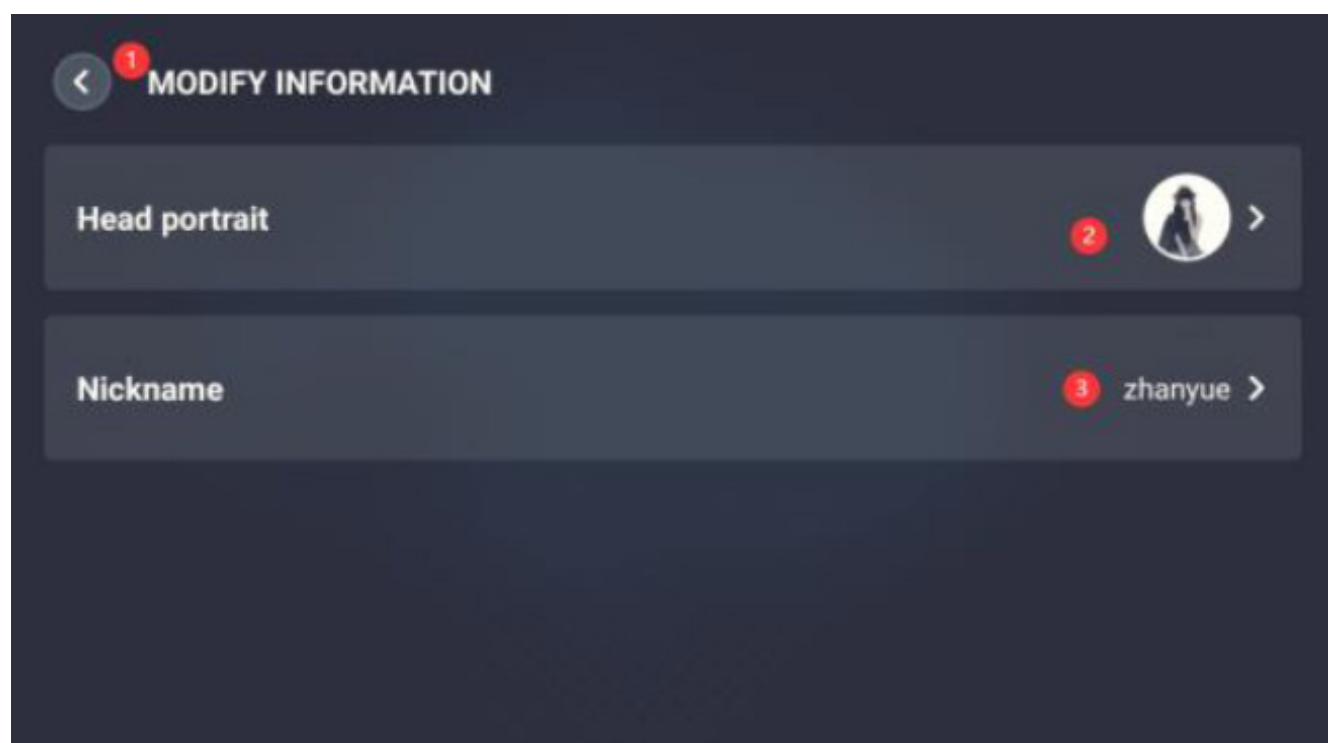 1
MODIFY INFORMATION
Head portrait
2
Nickname
3 zhanyue